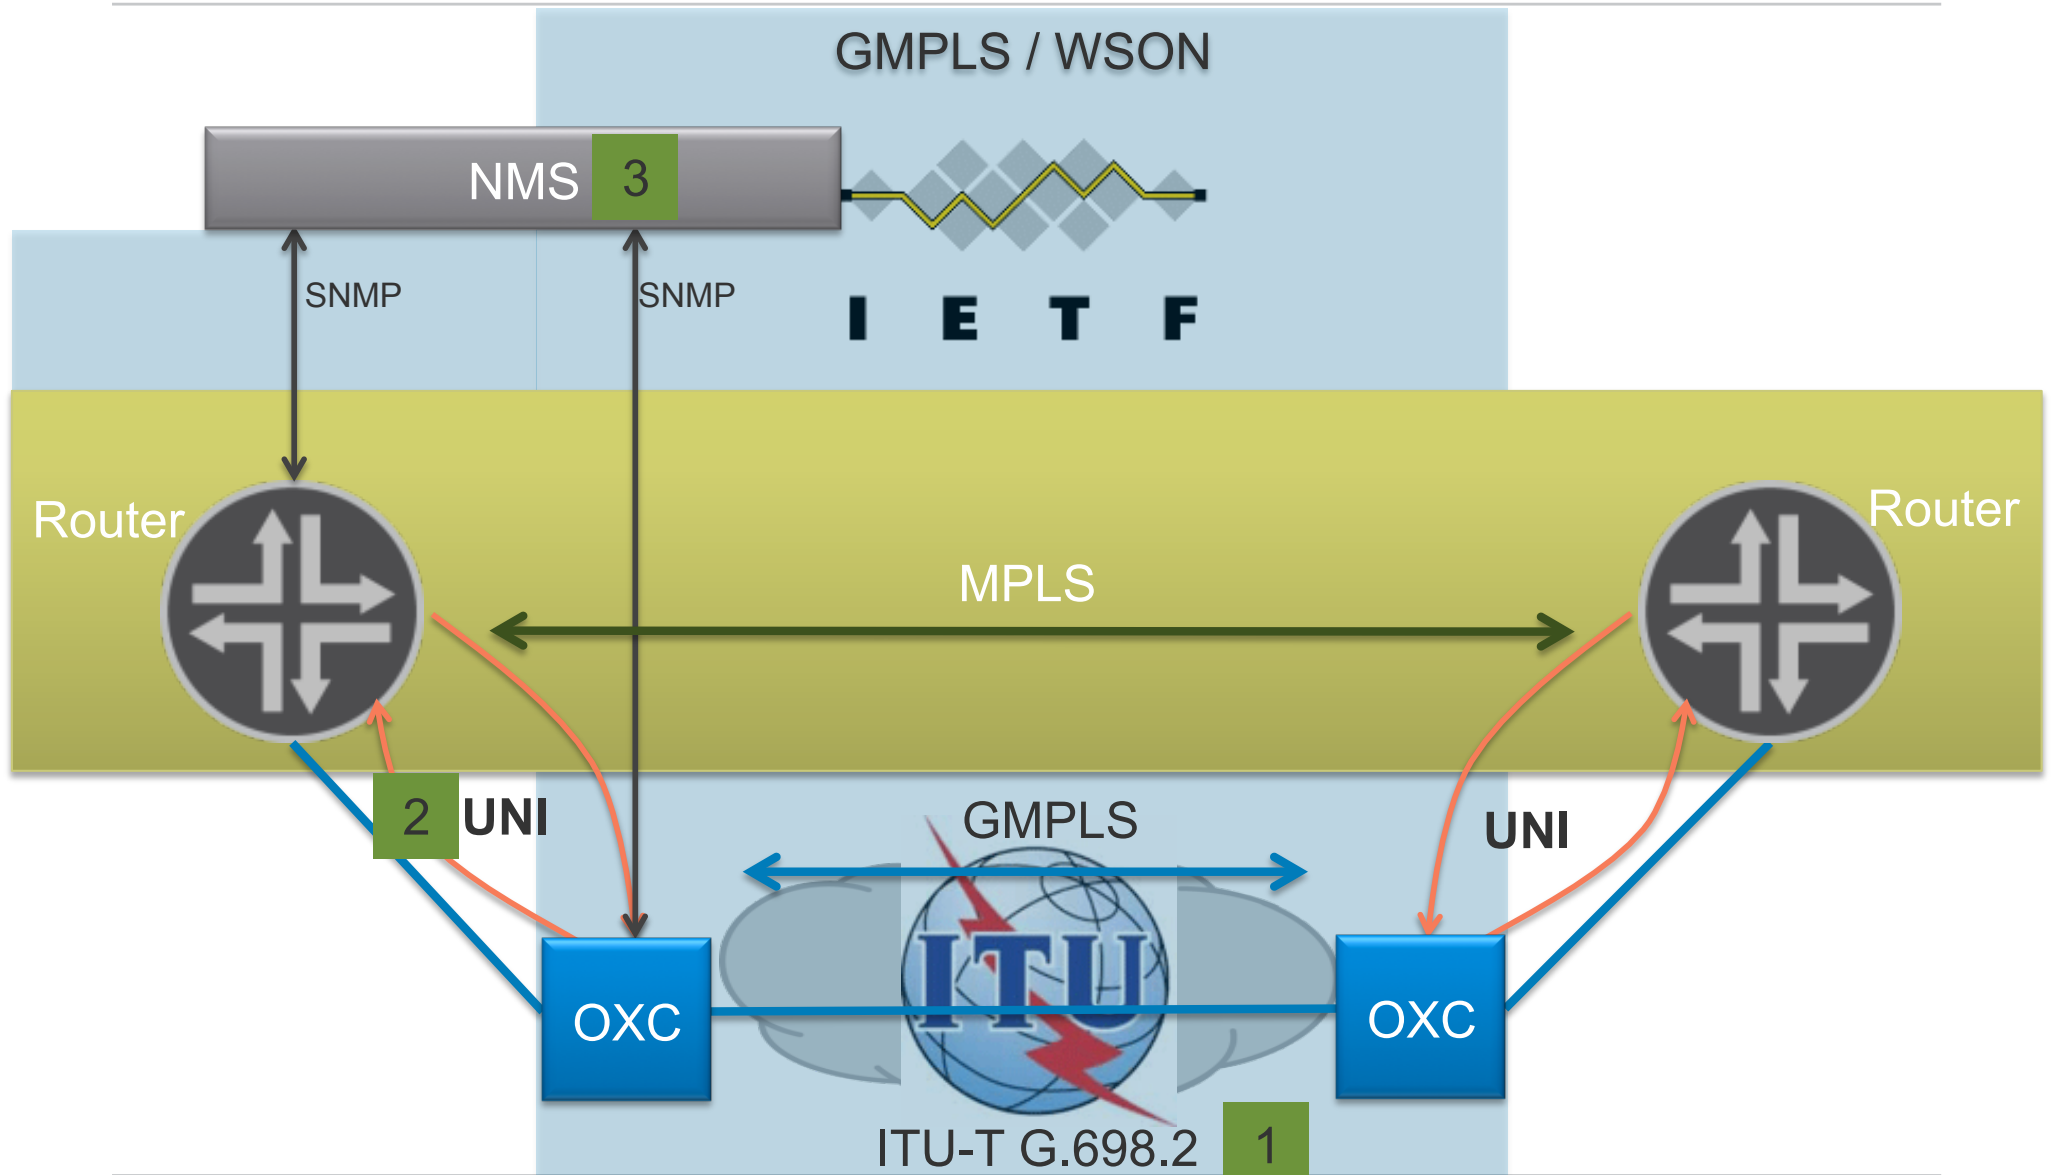 GMPLS / WSON
NMS 3
SNMP
SNMP
I E T F
Router
Router
MPLS
2 UNI
GMPLS
UNI
ITU
OXC
OXC
ITU-T G.698.2 1